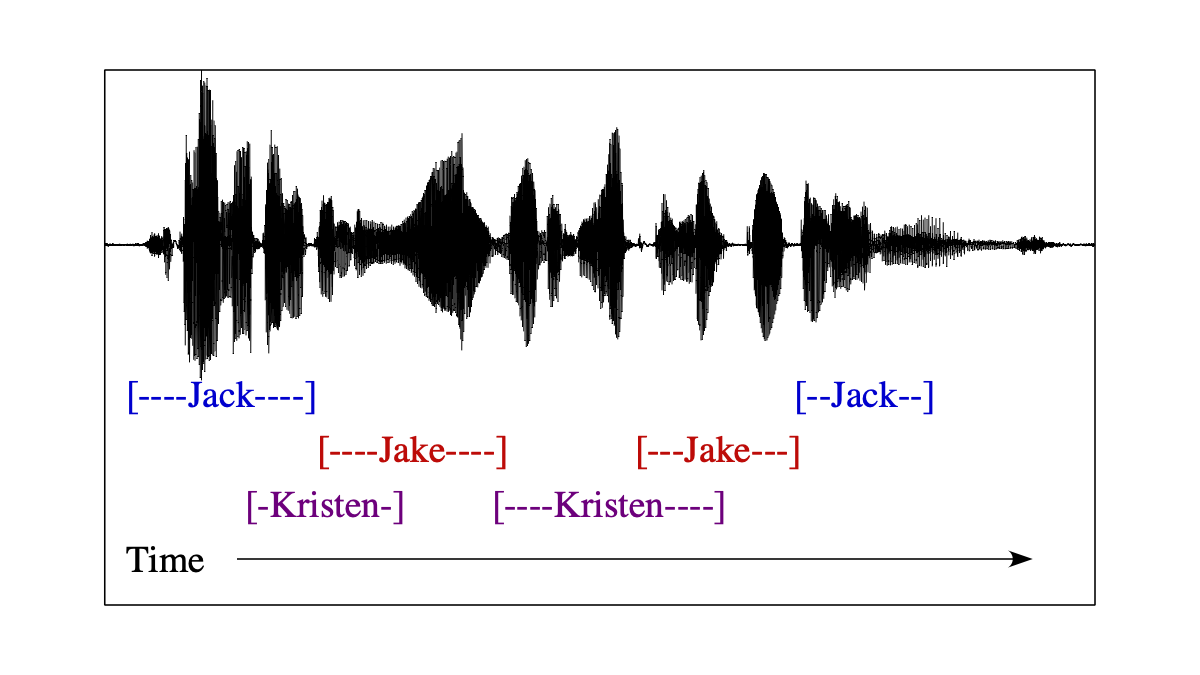 [----Jack----] [--Jack--]
[----Jake----] [---Jake---]
[-Kristen-] [----Kristen----]
Time